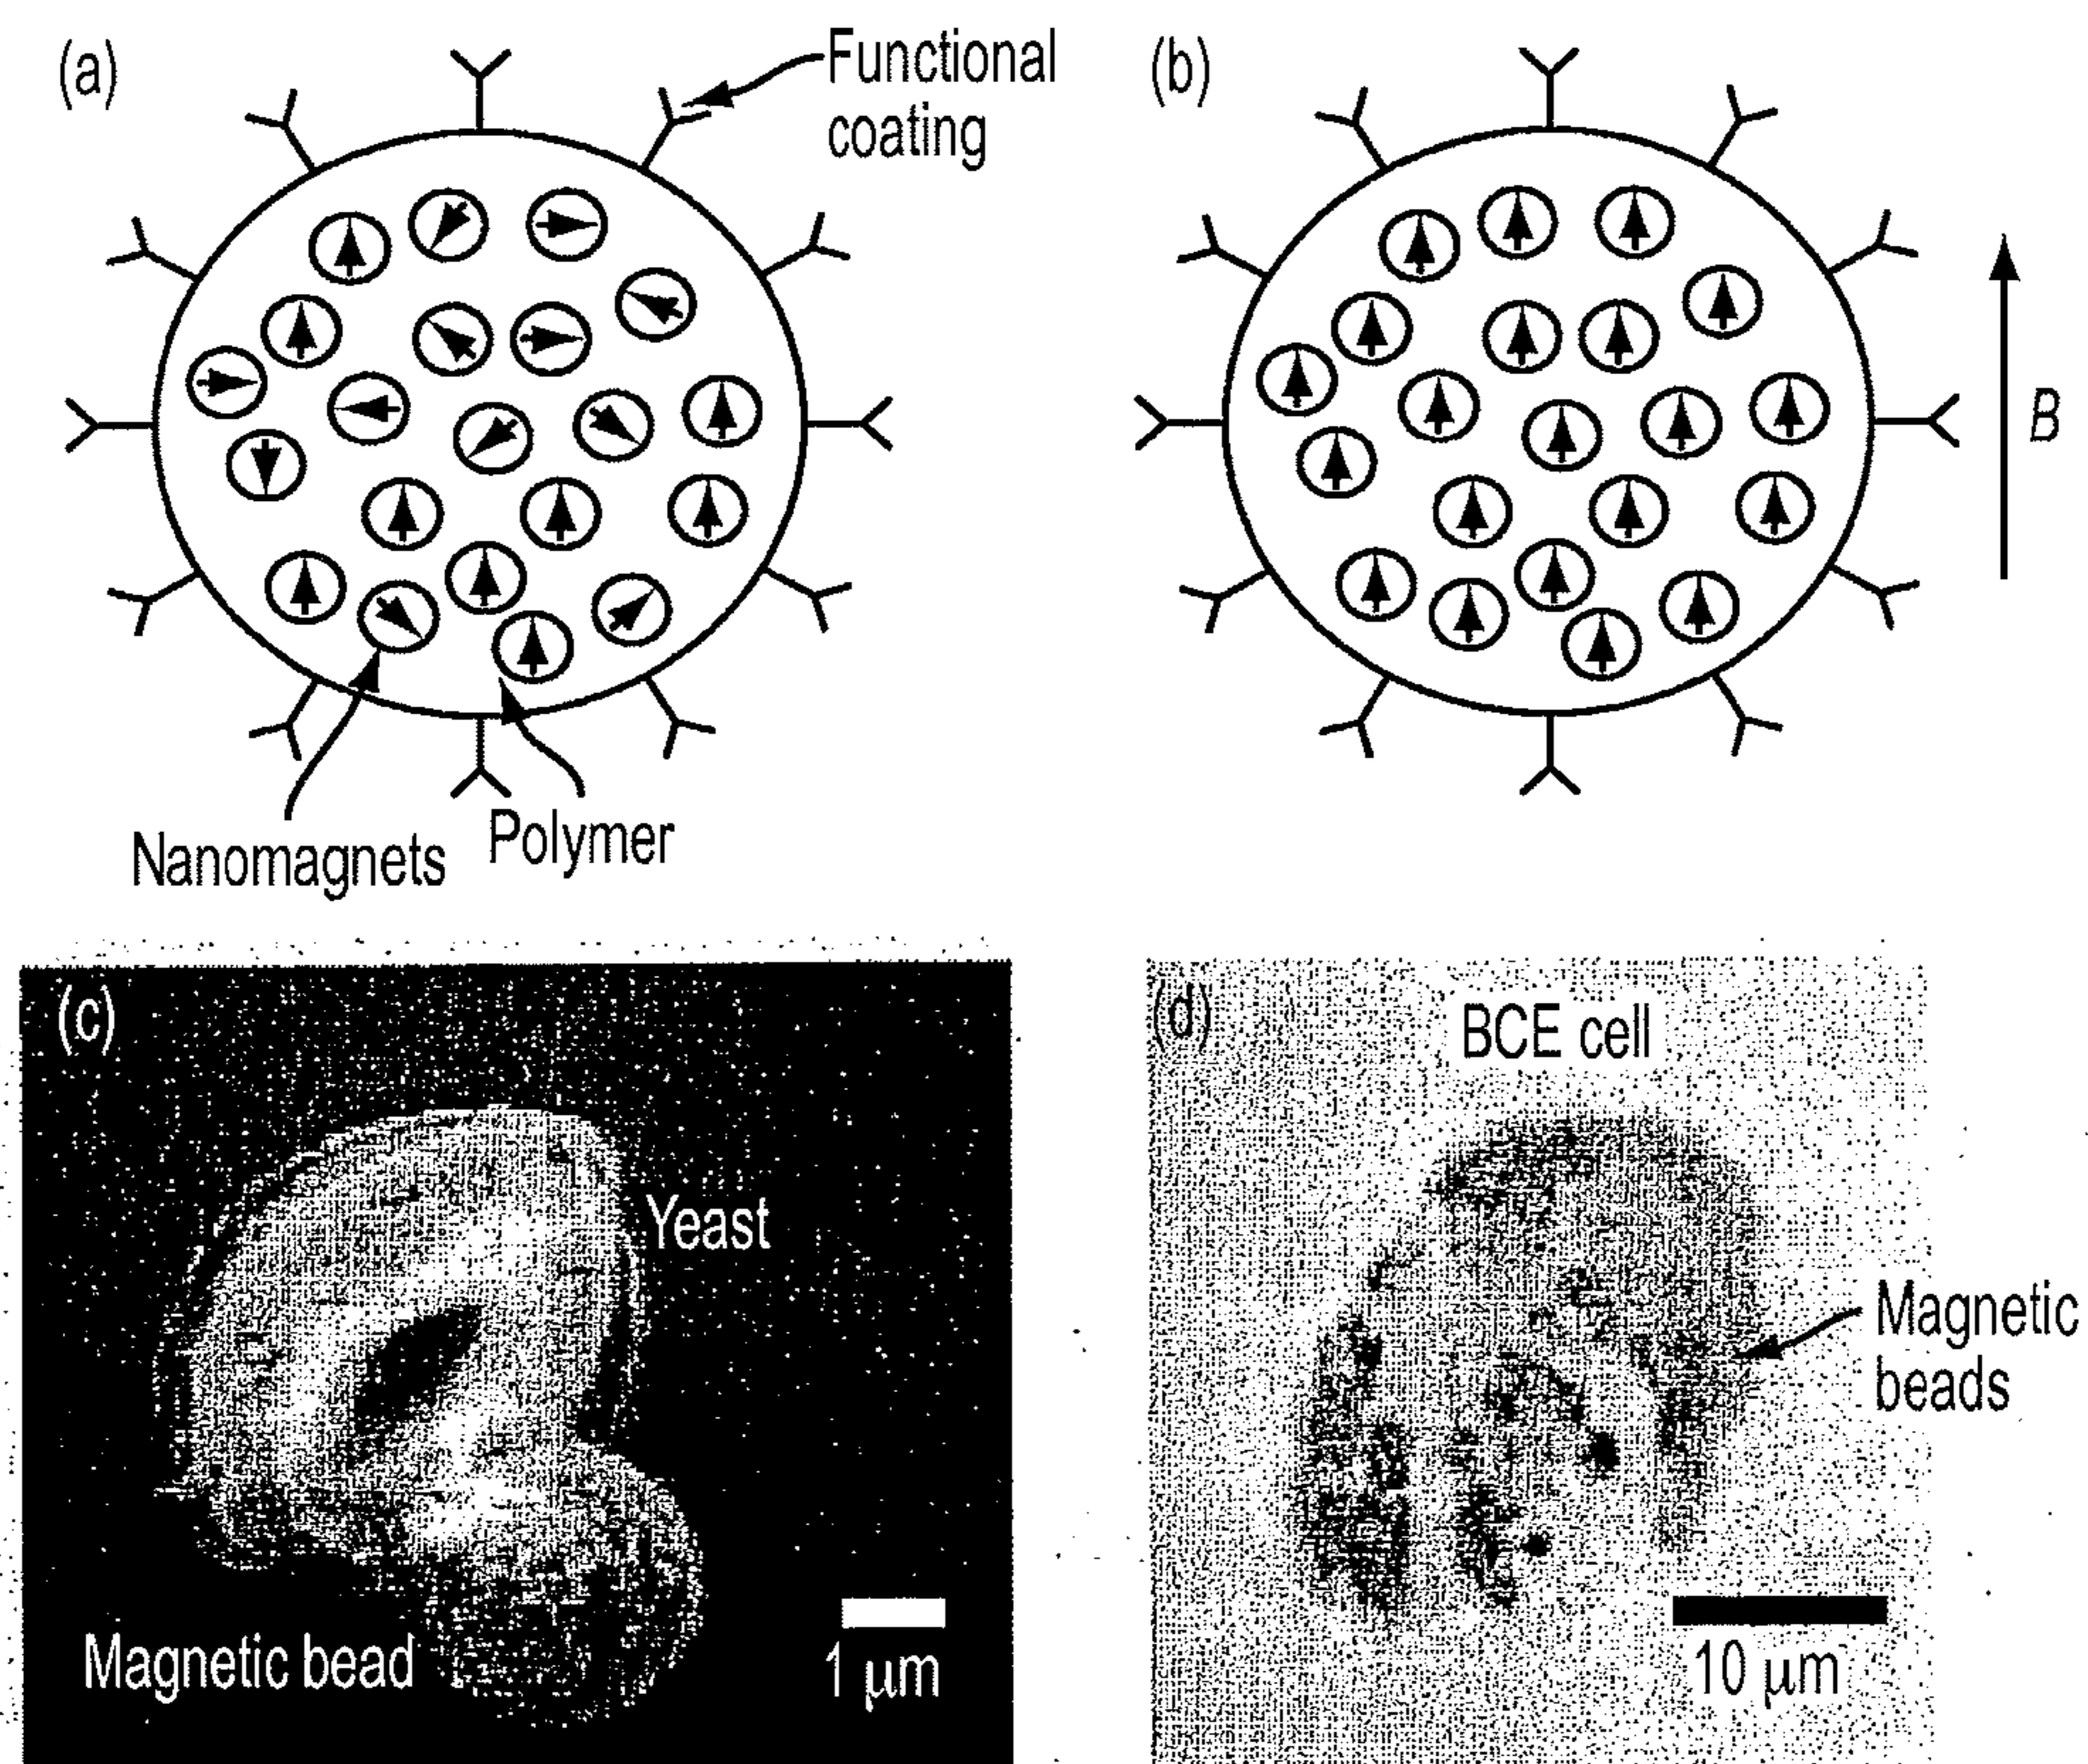 (a)
Functional
coating
(b)
B
Nanomagnets
Polymer
(c)
Yeast
Magnetic bead
1 μm
(d)
BCE cell
Magnetic
beads
10 μm